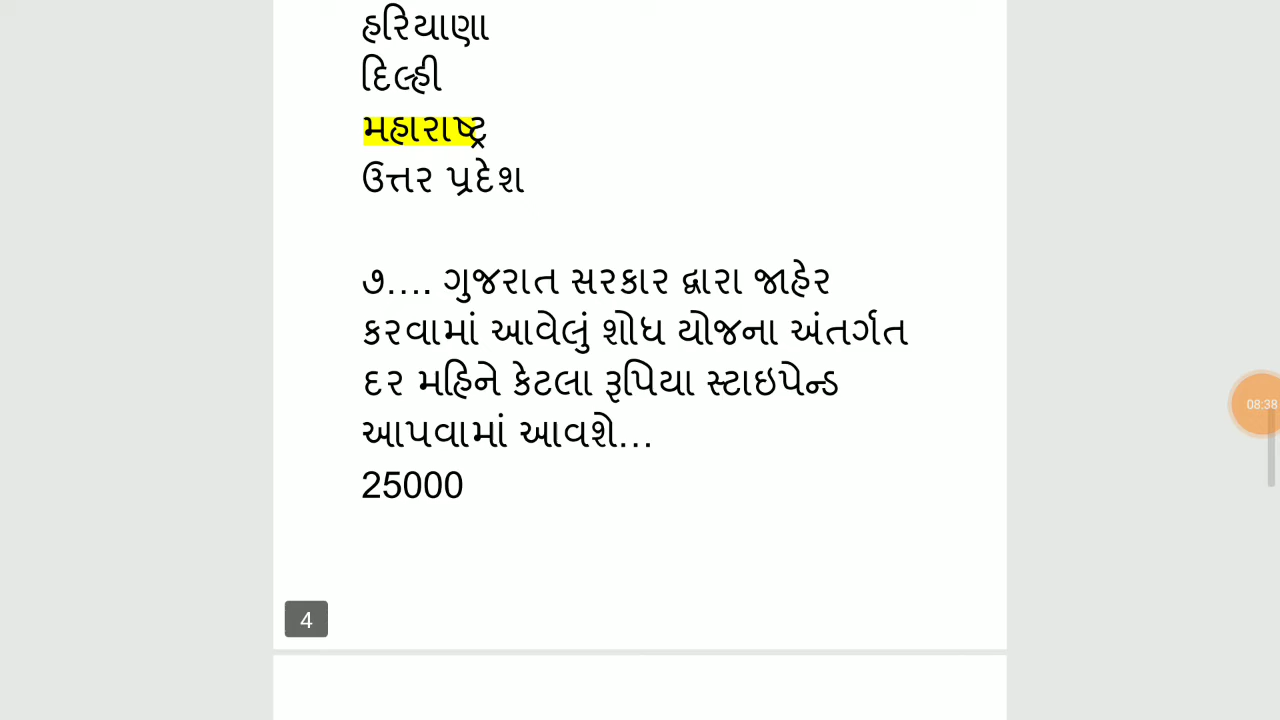 હરિયાણા
દિલ્હી
મહારાષ્ટ્ર
ઉત્તર પ્રદેશ
૭.... ગુજરાત સરકાર દ્વારા જાહેર
કરવામાં આવેલું શોધ યોજના અંતર્ગત
દર મહિને કેટલા રૂપિયા સ્ટાઇપેન્ડ
આપવામાં આવશે...
25000
08:38
4